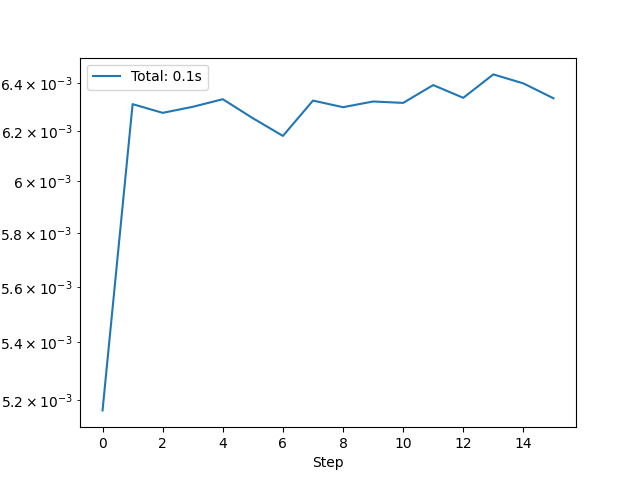 Total: 0.1s
6.4 × 10⁻³
6.2 × 10⁻³
6 × 10⁻³
5.8 × 10⁻³
5.6 × 10⁻³
5.4 × 10⁻³
5.2 × 10⁻³
0 2 4 6 8 10 12 14
Step